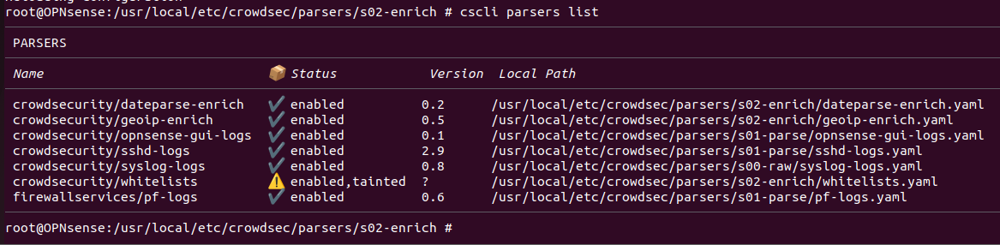 root@OPNsense:/usr/local/etc/crowdsec/parsers/s02-enrich # cscli parsers list
PARSERS
Name 📦 Status Version Local Path
crowdsecurity/dateparse-enrich ✔️ enabled 0.2 /usr/local/etc/crowdsec/parsers/s02-enrich/dateparse-enrich.yaml
crowdsecurity/geoip-enrich ✔️ enabled 0.5 /usr/local/etc/crowdsec/parsers/s02-enrich/geoip-enrich.yaml
crowdsecurity/opnsense-gui-logs ✔️ enabled 0.1 /usr/local/etc/crowdsec/parsers/s01-parse/opnsense-gui-logs.yaml
crowdsecurity/sshd-logs ✔️ enabled 2.9 /usr/local/etc/crowdsec/parsers/s01-parse/sshd-logs.yaml
crowdsecurity/syslog-logs ✔️ enabled 0.8 /usr/local/etc/crowdsec/parsers/s00-raw/syslog-logs.yaml
crowdsecurity/whitelists ⚠️ enabled,tainted ? /usr/local/etc/crowdsec/parsers/s02-enrich/whitelists.yaml
firewallservices/pf-logs ✔️ enabled 0.6 /usr/local/etc/crowdsec/parsers/s01-parse/pf-logs.yaml
root@OPNsense:/usr/local/etc/crowdsec/parsers/s02-enrich #